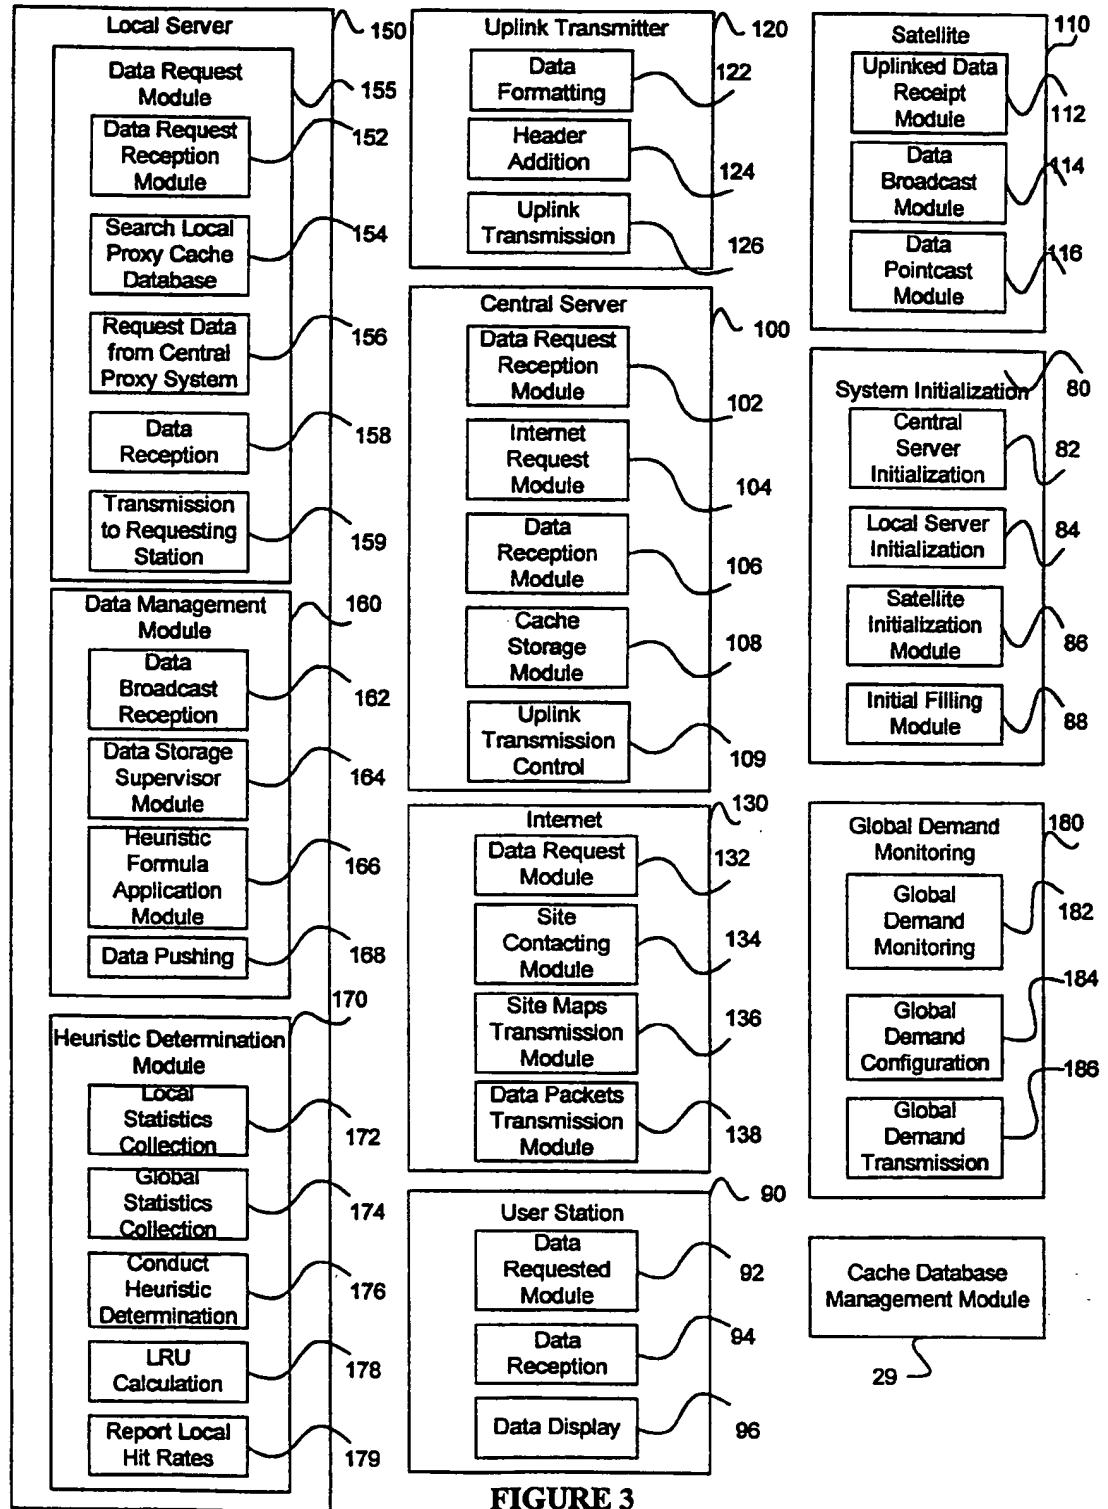 Local Server
150
Data Request
Module
155
Data Request
Reception
Module
152
Search Local
Proxy Cache
Database
154
Request Data
from Central
Proxy System
156
Data
Reception
158
Transmission
to Requesting
Station
159
Data Management
Module
160
Data
Broadcast
Reception
162
Data Storage
Supervisor
Module
164
Heuristic
Formula
Application
Module
166
Data Pushing
168
170
Heuristic Determination
Module
Local
Statistics
Collection
172
Global
Statistics
Collection
174
Conduct
Heuristic
Determination
176
LRU
Calculation
178
Report Local
Hit Rates
179
Uplink Transmitter
120
Data
Formatting
122
Header
Addition
124
Uplink
Transmission
126
Central Server
100
Data Request
Reception
Module
102
Internet
Request
Module
104
Data
Reception
Module
106
Cache
Storage
Module
108
Uplink
Transmission
Control
109
Internet
130
Data Request
Module
132
Site
Contacting
Module
134
Site Maps
Transmission
Module
136
Data Packets
Transmission
Module
138
User Station
90
Data
Requested
Module
92
Data
Reception
94
Data Display
96
Satellite
110
Uplinked Data
Receipt
Module
112
Data
Broadcast
Module
114
Data
Pointcast
Module
116
System Initialization
80
Central
Server
Initialization
82
Local Server
Initialization
84
Satellite
Initialization
Module
86
Initial Filling
Module
88
Global Demand
Monitoring
180
Global
Demand
Monitoring
182
Global
Demand
Configuration
184
Global
Demand
Transmission
186
Cache Database
Management Module
29
FIGURE 3